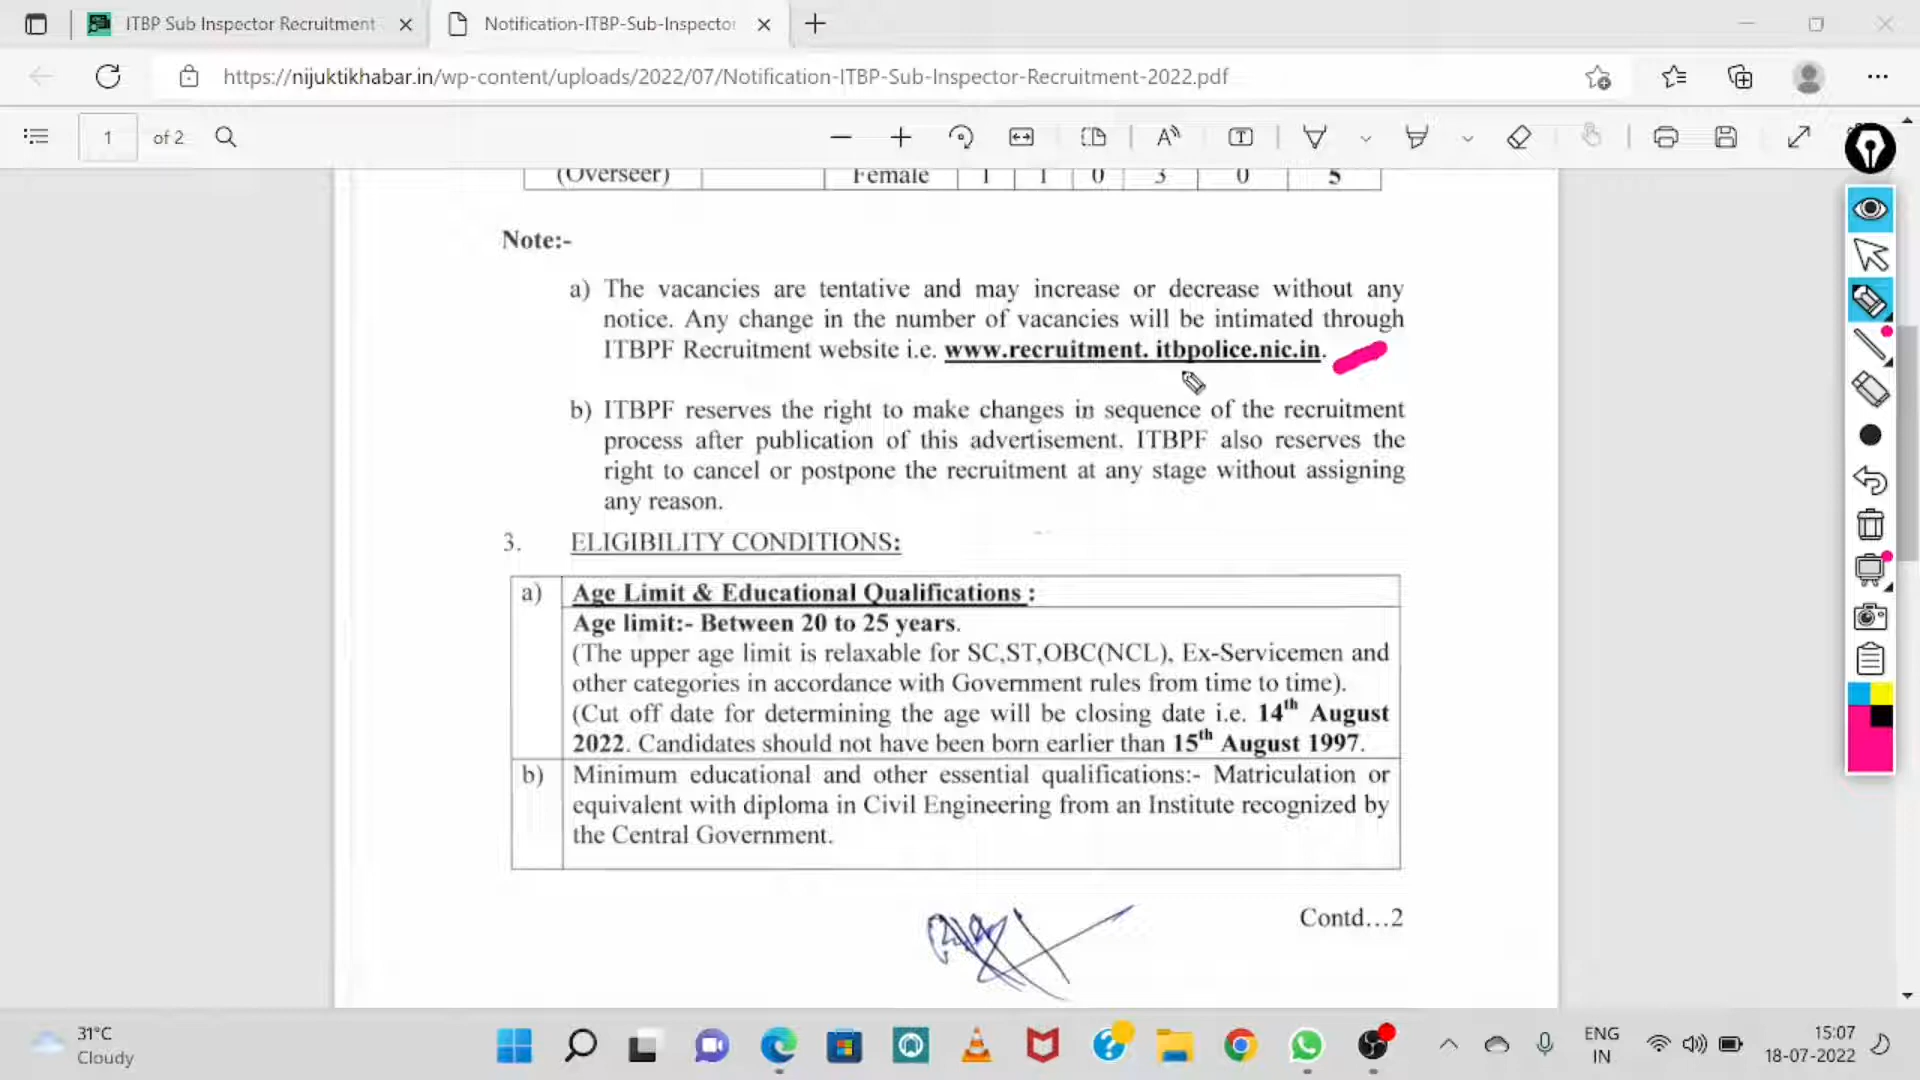 ITBP Sub Inspector Recruitment
Notification-ITBP-Sub-Inspector
https://nijuktikhabar.in/wp-content/uploads/2022/07/Notification-ITBP-Sub-Inspector-Recruitment-2022.pdf
1 of 2
(Overseer) Female 1 1 0 3 0 5
Note:-
a) The vacancies are tentative and may increase or decrease without any
notice. Any change in the number of vacancies will be intimated through
ITBPF Recruitment website i.e. www.recruitment. itbpolice.nic.in.
b) ITBPF reserves the right to make changes in sequence of the recruitment
process after publication of this advertisement. ITBPF also reserves the
right to cancel or postpone the recruitment at any stage without assigning
any reason.
3. ELIGIBILITY CONDITIONS:
a) Age Limit & Educational Qualifications :
Age limit:- Between 20 to 25 years.
(The upper age limit is relaxable for SC,ST,OBC(NCL), Ex-Servicemen and
other categories in accordance with Government rules from time to time).
(Cut off date for determining the age will be closing date i.e. 14th August
2022. Candidates should not have been born earlier than 15th August 1997.
b) Minimum educational and other essential qualifications:- Matriculation or
equivalent with diploma in Civil Engineering from an Institute recognized by
the Central Government.
Contd...2
31°C
Cloudy
ENG
IN
15:07
18-07-2022